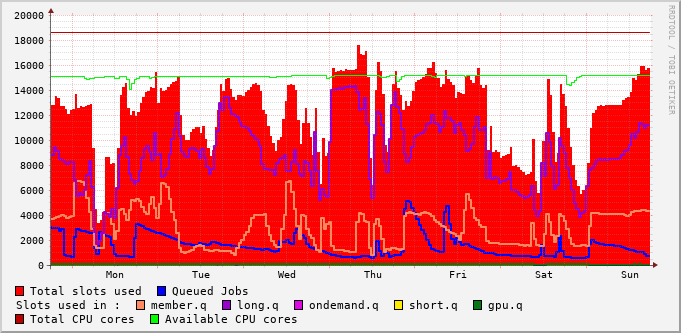 20000
18000
16000
14000
12000
10000
8000
6000
4000
2000
0
Mon Tue Wed Thu Fri Sat Sun
RRDTOOL / TOBI OETIKER
Total slots used Queued Jobs
Slots used in : member.q long.q ondemand.q short.q gpu.q
Total CPU cores Available CPU cores